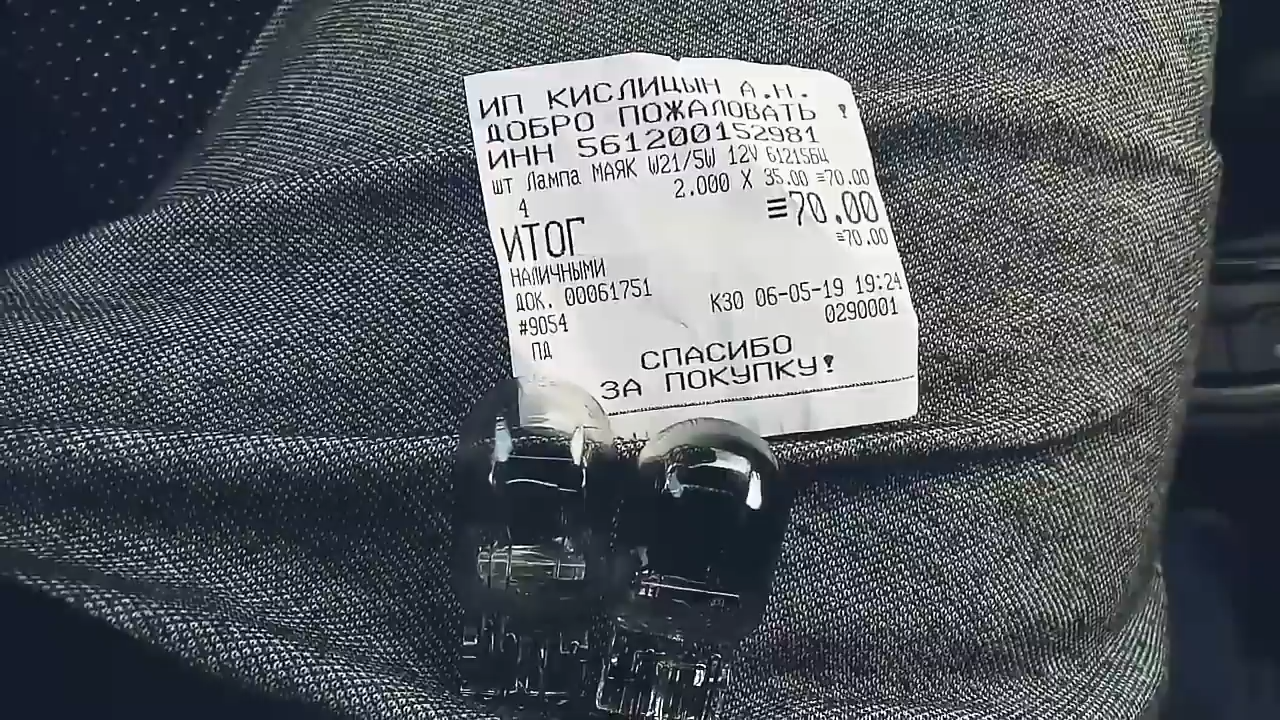 ИП КИСЛИЦЫН А.Н.
ДОБРО ПОЖАЛОВАТЬ !
ИНН 561200152981
шт Лампа МАЯК W21/5W 12V 61215БЦ
2.000 X 35.00 ≡70.00
4
ИТОГ ≡70.00
НАЛИЧНЫМИ ≡70.00
ДОК. 00061751 КЗО 06-05-19 19:24
#9054 0290001
ПД
СПАСИБО
ЗА ПОКУПКУ!